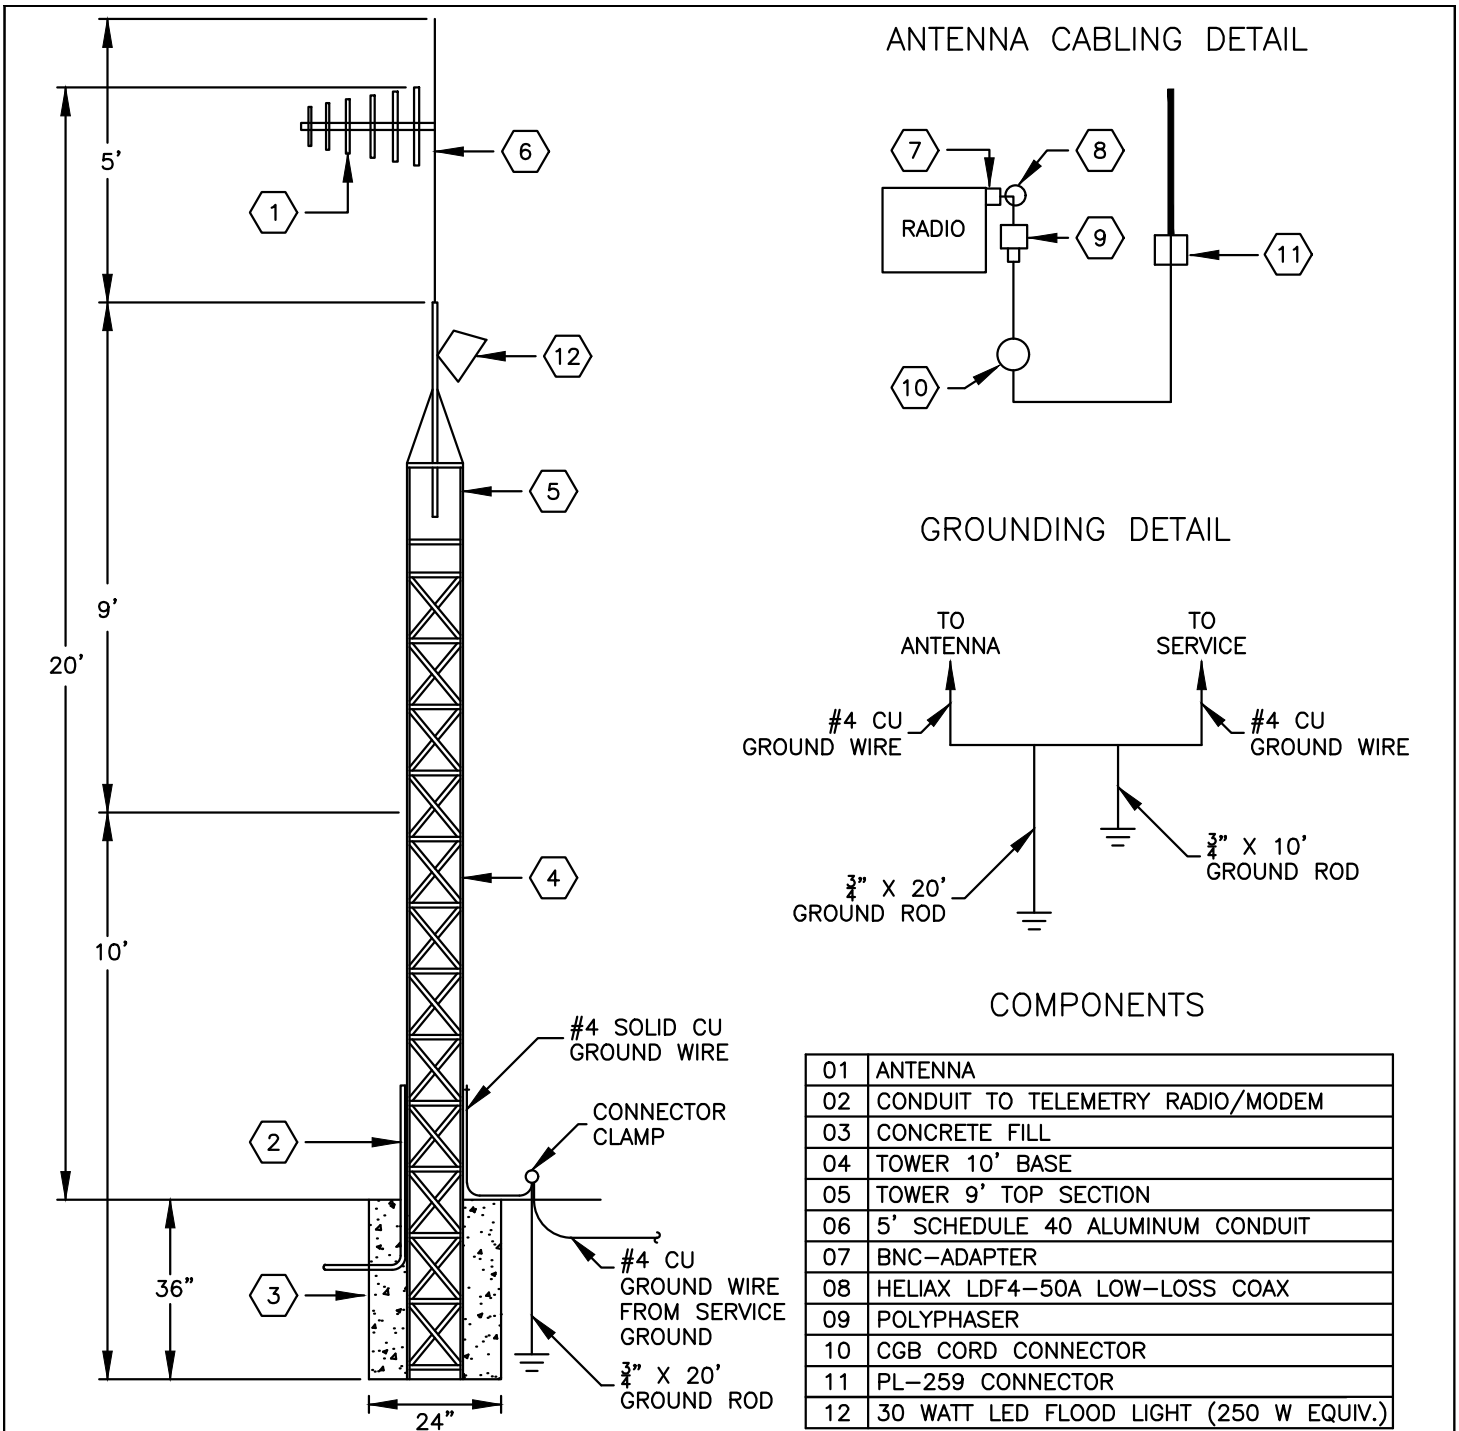 5'
6
1
9'
12
5
20'
10'
4
#4 SOLID CU
GROUND WIRE
CONNECTOR
CLAMP
2
36"
3
#4 CU
GROUND WIRE
FROM SERVICE
GROUND
3/4" X 20'
GROUND ROD
24"
ANTENNA CABLING DETAIL
7
8
RADIO
9
11
10
GROUNDING DETAIL
TO
ANTENNA
TO
SERVICE
#4 CU
GROUND WIRE
#4 CU
GROUND WIRE
3/4" X 10'
GROUND ROD
3/4" X 20'
GROUND ROD
COMPONENTS
01 ANTENNA
02 CONDUIT TO TELEMETRY RADIO/MODEM
03 CONCRETE FILL
04 TOWER 10' BASE
05 TOWER 9' TOP SECTION
06 5' SCHEDULE 40 ALUMINUM CONDUIT
07 BNC-ADAPTER
08 HELIAX LDF4-50A LOW-LOSS COAX
09 POLYPHASER
10 CGB CORD CONNECTOR
11 PL-259 CONNECTOR
12 30 WATT LED FLOOD LIGHT (250 W EQUIV.)